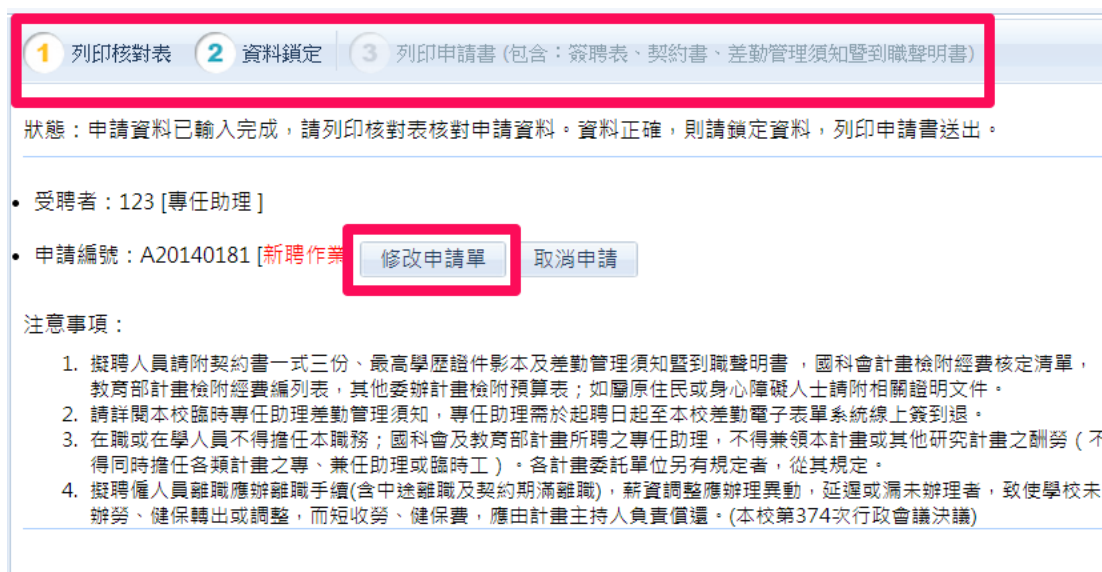 1 列印核對表 2 資料鎖定 3 列印申請書 (包含：簽聘表、契約書、差勤管理須知暨到職聲明書)
狀態：申請資料已輸入完成，請列印核對表核對申請資料。資料正確，則請鎖定資料，列印申請書送出。
• 受聘者：123 [專任助理 ]
• 申請編號：A20140181 [新聘作業 修改申請單 取消申請
注意事項：
1. 擬聘人員請附契約書一式三份、最高學歷證件影本及差勤管理須知暨到職聲明書 ，國科會計畫檢附經費核定清單，
教育部計畫檢附經費編列表，其他委辦計畫檢附預算表；如屬原住民或身心障礙人士請附相關證明文件。
2. 請詳閱本校臨時專任助理差勤管理須知，專任助理需於起聘日起至本校差勤電子表單系統線上簽到退。
3. 在職或在學人員不得擔任本職務；國科會及教育部計畫所聘之專任助理，不得兼領本計畫或其他研究計畫之酬勞（不
得同時擔任各類計畫之專、兼任助理或臨時工）。各計畫委託單位另有規定者，從其規定。
4. 擬聘僱人員離職應辦離職手續(含中途離職及契約期滿離職)，薪資調整應辦理異動，延遲或漏未辦理者，致使學校未
辦勞、健保轉出或調整，而短收勞、健保費，應由計畫主持人負責償還。(本校第374次行政會議決議)